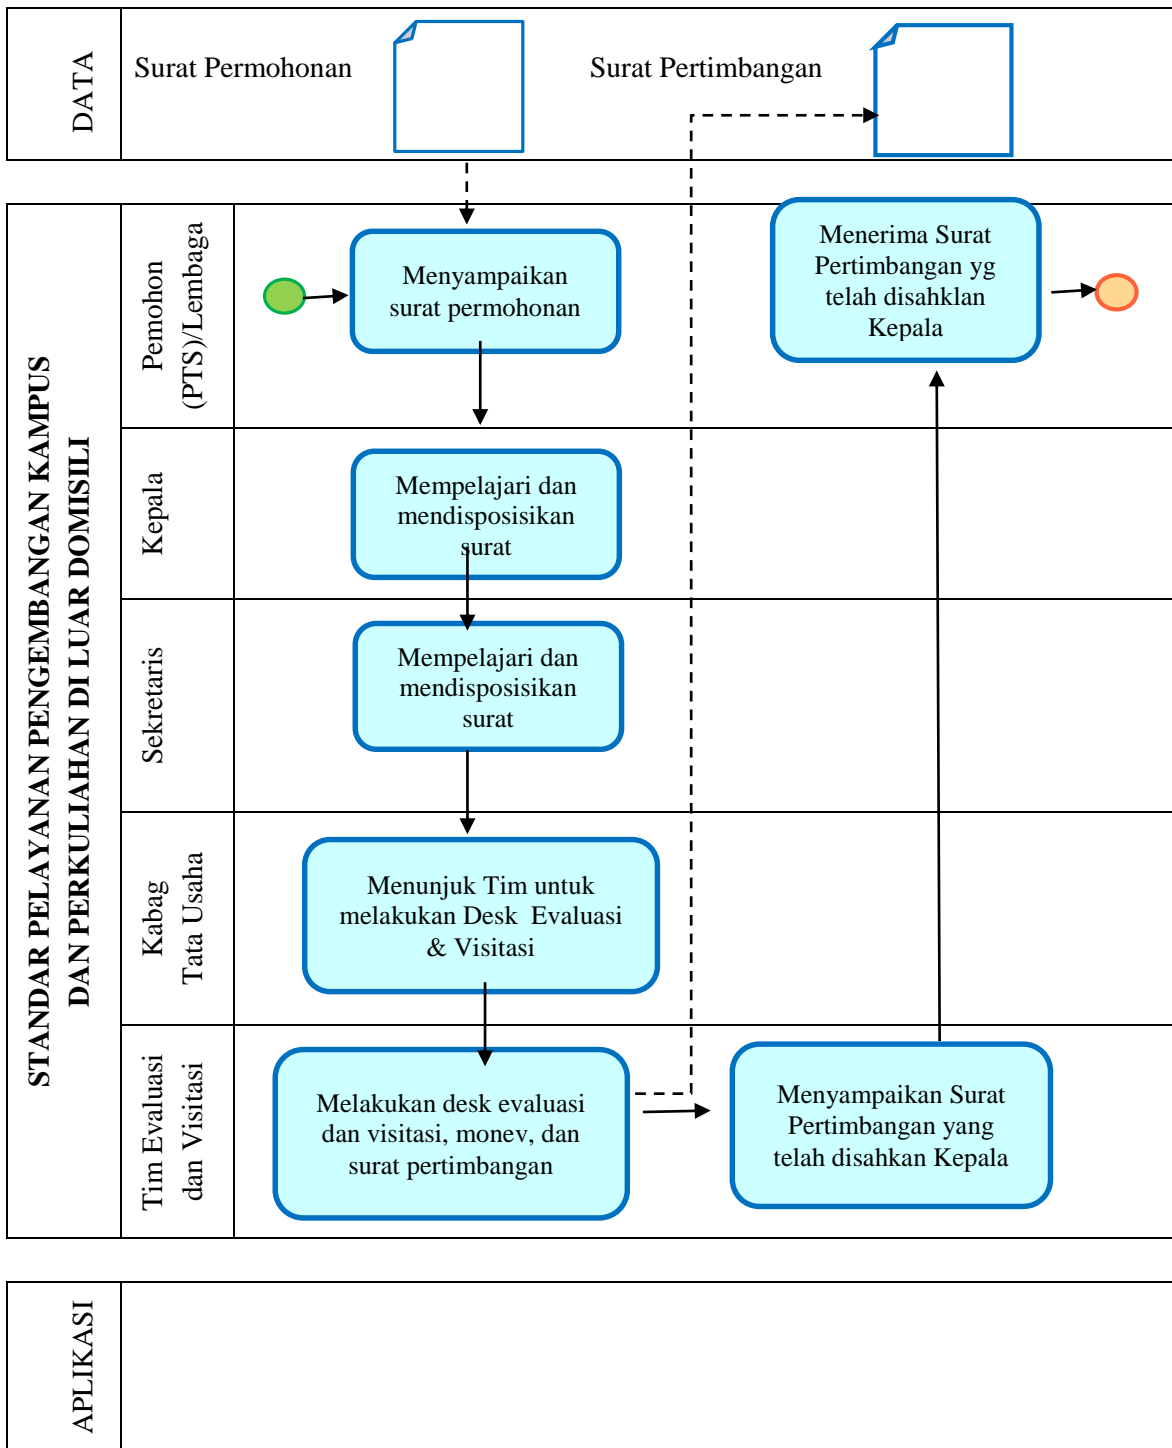 DATA
Surat Permohonan
Surat Pertimbangan
STANDAR PELAYANAN PENGEMBANGAN KAMPUS
DAN PERKULIAHAN DI LUAR DOMISILI
Pemohon
(PTS)/Lembaga
Menyampaikan
surat permohonan
Menerima Surat
Pertimbangan yg
telah disahklan
Kepala
Kepala
Mempelajari dan
mendisposisikan
surat
Sekretaris
Mempelajari dan
mendisposisikan
surat
Kabag
Tata Usaha
Menunjuk Tim untuk
melakukan Desk  Evaluasi
& Visitasi
Tim Evaluasi
dan Visitasi
Melakukan desk evaluasi
dan visitasi, monev, dan
surat pertimbangan
Menyampaikan Surat
Pertimbangan yang
telah disahkan Kepala
APLIKASI